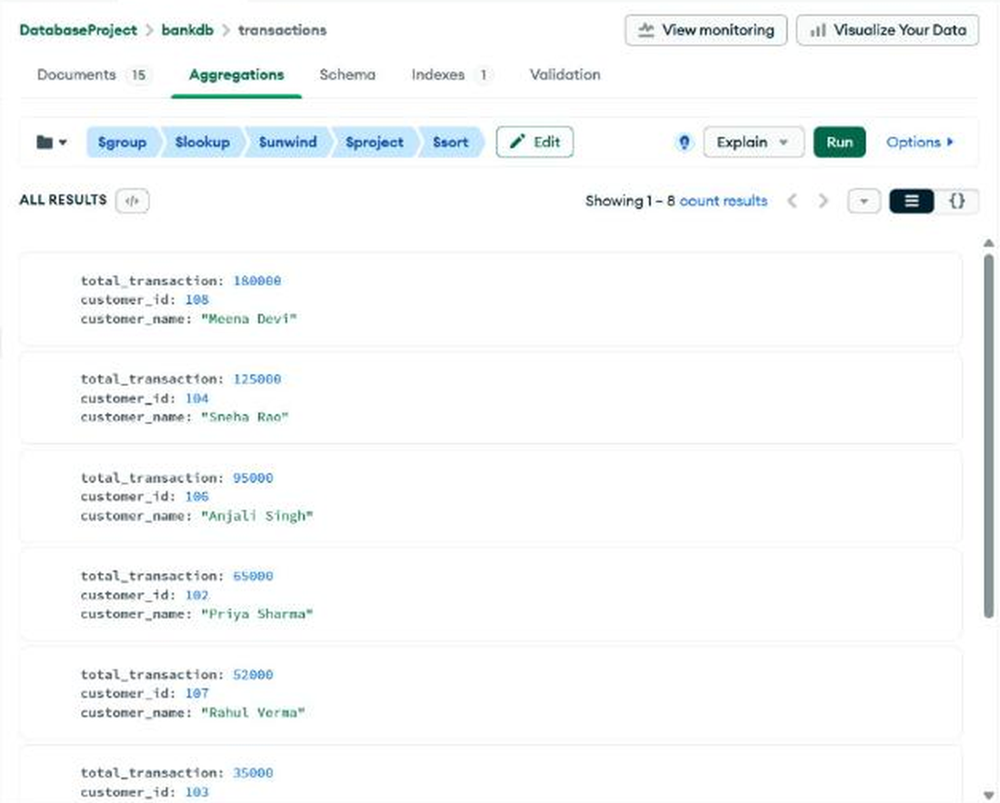 DatabaseProject > bankdb > transactions
View monitoring
Visualize Your Data
Documents 15 Aggregations Schema Indexes 1 Validation
$group $lookup $unwind $project $sort Edit Explain Run Options
ALL RESULTS </> Showing 1 – 8 count results {}
total_transaction: 180000
customer_id: 108
customer_name: "Meena Devi"
total_transaction: 125000
customer_id: 104
customer_name: "Sneha Rao"
total_transaction: 95000
customer_id: 106
customer_name: "Anjali Singh"
total_transaction: 65000
customer_id: 102
customer_name: "Priya Sharma"
total_transaction: 52000
customer_id: 107
customer_name: "Rahul Verma"
total_transaction: 35000
customer_id: 103